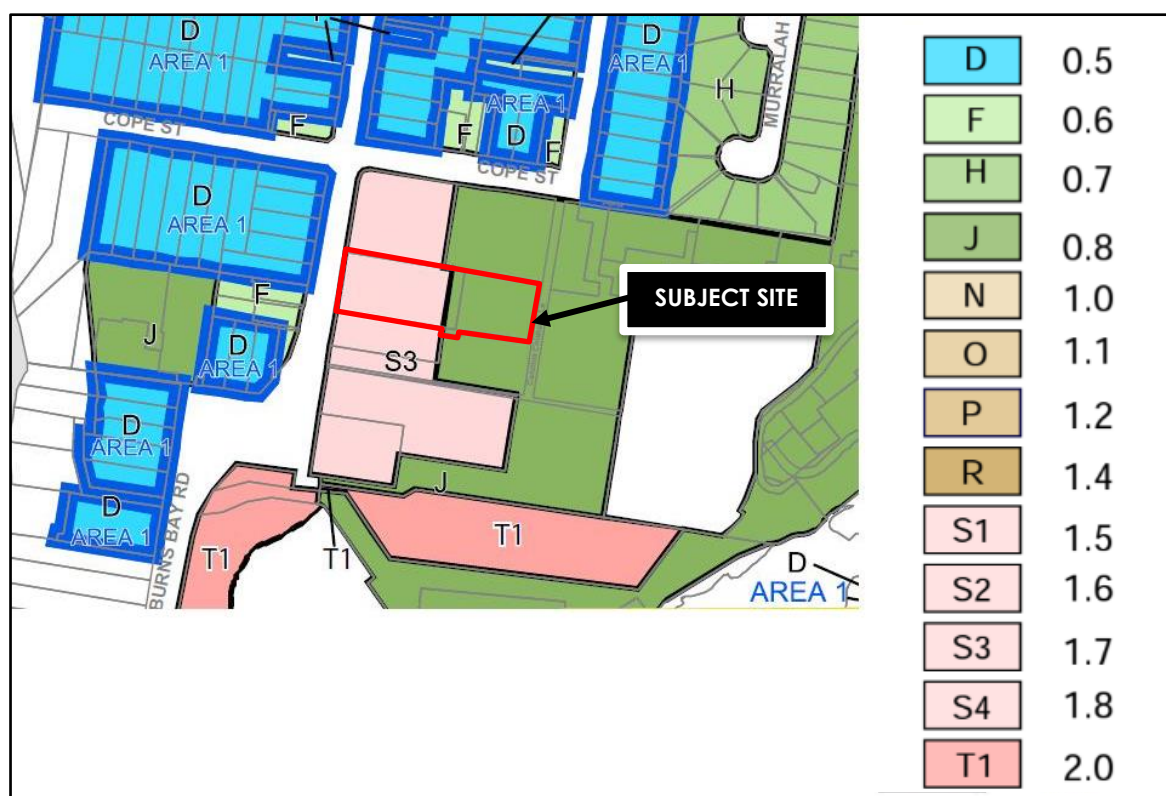 D
AREA 1
D
AREA 1
D
AREA 1
H
MURRALAH
F
COPE ST
F
D
F
COPE ST
D
AREA 1
F
SUBJECT SITE
J
D
AREA 1
S3
D
AREA 1
J
D
AREA 1
T1
T1
T1
BURNS BAY RD
D
AREA 1
D 0.5
F 0.6
H 0.7
J 0.8
N 1.0
O 1.1
P 1.2
R 1.4
S1 1.5
S2 1.6
S3 1.7
S4 1.8
T1 2.0